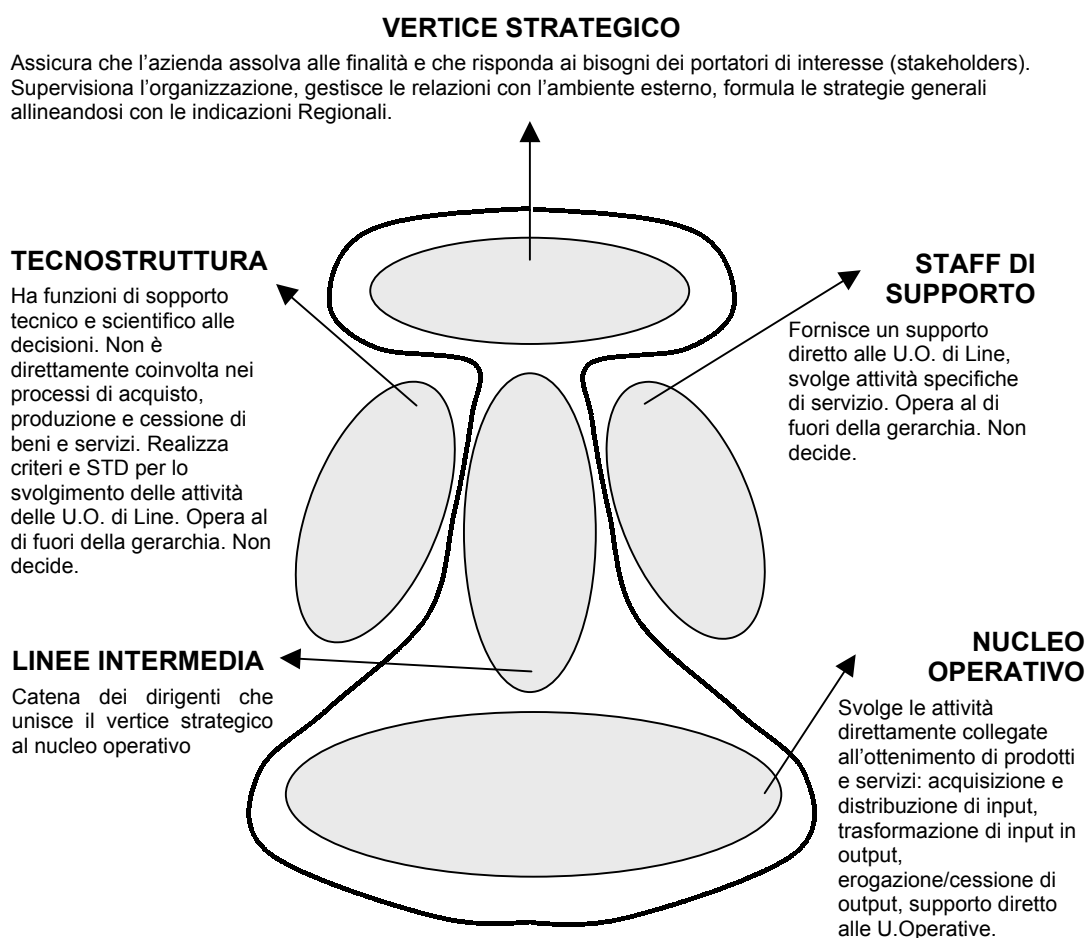 VERTICE STRATEGICO
Assicura che l'azienda assolva alle finalità e che risponda ai bisogni dei portatori di interesse (stakeholders).
Supervisiona l'organizzazione, gestisce le relazioni con l'ambiente esterno, formula le strategie generali
allineandosi con le indicazioni Regionali.
TECNOSTRUTTURA
Ha funzioni di sopporto
tecnico e scientifico alle
decisioni. Non è
direttamente coinvolta nei
processi di acquisto,
produzione e cessione di
beni e servizi. Realizza
criteri e STD per lo
svolgimento delle attività
delle U.O. di Line. Opera al
di fuori della gerarchia. Non
decide.
STAFF DI
SUPPORTO
Fornisce un supporto
diretto alle U.O. di Line,
svolge attività specifiche
di servizio. Opera al di
fuori della gerarchia. Non
decide.
LINEE INTERMEDIA
Catena dei dirigenti che
unisce il vertice strategico
al nucleo operativo
NUCLEO
OPERATIVO
Svolge le attività
direttamente collegate
all'ottenimento di prodotti
e servizi: acquisizione e
distribuzione di input,
trasformazione di input in
output,
erogazione/cessione di
output, supporto diretto
alle U.Operative.